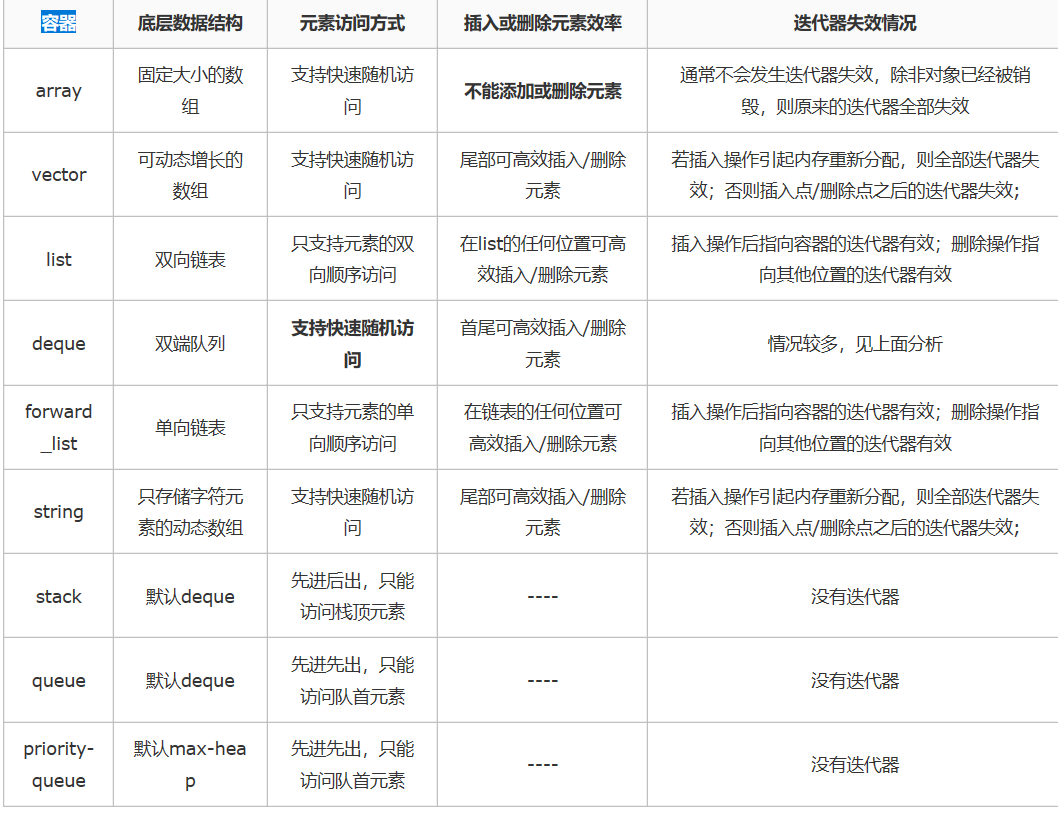 容器 底层数据结构 元素访问方式 插入或删除元素效率 迭代器失效情况
array 固定大小的数 支持快速随机访 不能添加或删除元素 通常不会发生迭代器失效，除非对象已经被销
组 问 毁，则原来的迭代器全部失效
vector 可动态增长的 支持快速随机访 尾部可高效插入/删除 若插入操作引起内存重新分配，则全部迭代器失
数组 问 元素 效；否则插入点/删除点之后的迭代器失效；
list 双向链表 只支持元素的双 在list的任何位置可高 插入操作后指向容器的迭代器有效；删除操作指
向顺序访问 效插入/删除元素 向其他位置的迭代器有效
deque 双端队列 支持快速随机访 首尾可高效插入/删除 情况较多，见上面分析
问 元素
forward 单向链表 只支持元素的单 在链表的任何位置可 插入操作后指向容器的迭代器有效；删除操作指
_list 向顺序访问 高效插入/删除元素 向其他位置的迭代器有效
string 只存储字符元 支持快速随机访 尾部可高效插入/删除 若插入操作引起内存重新分配，则全部迭代器失
素的动态数组 问 元素 效；否则插入点/删除点之后的迭代器失效；
stack 默认deque 先进后出，只能 ---- 没有迭代器
访问栈顶元素
queue 默认deque 先进先出，只能 ---- 没有迭代器
访问队首元素
priority- 默认max-hea 先进先出，只能 ---- 没有迭代器
queue p 访问队首元素